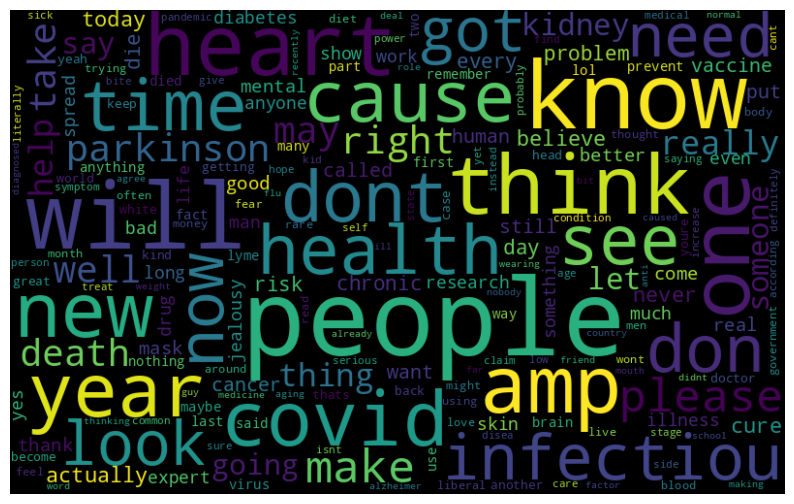 sick pandemic diet deal medical normal
today diabetes two power find cant
say trying show recently every
heart got kidney need
take die yeah bite died give part work role problem prevent vaccine
literally spread mental anyone remember probably lol put body
time cause know
help parkinson may right human believe really
diagnosed anything many kid called first yet thought saying even
world getting hope flu head better
symptom often life good instead bit
agree white fear rare state case think
will fact man self dont condition caused youre increase someone
bad money ill still wearing see one
month kind lyme health day age anti according definitely
person well long risk chronic research something let come
great treat drug weight read nobody way men never much real government
new now jealousy people
death mask already country
nothing around serious claim low friend wont far mouth didnt doctor
year cancer thing want might amp please
yes guy medicine aging thats back using
maybe covid love skin brain live stage illness cure
look common last said
thank thinking isnt use disea school side
become actually going make infectiou
feel expert sure virus alzheimer liberal another care factor blood making
word don